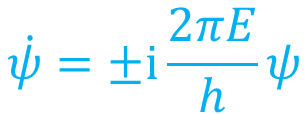 ψ̇ = ±i 2πE/h ψ